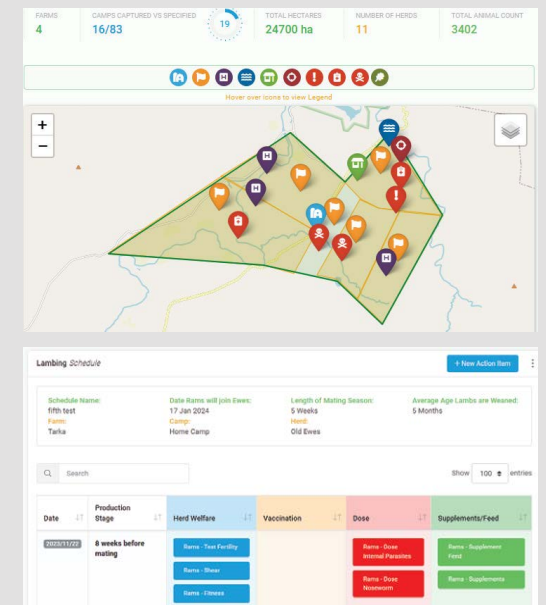 FARMS CAMPS CAPTURED VS SPECIFIED TOTAL HECTARES NUMBER OF HERDS TOTAL ANIMAL COUNT
4 16/83 19 24700 ha 11 3402
Hover over icons to view Legend
+
−
Lambing Schedule + New Action Item
Schedule Name: Date Rams will join Ewes: Length of Mating Season: Average Age Lambs are Weaned:
fifth test 17 Jan 2024 5 Weeks 5 Months
Farm: Camp: Herd:
Tarka Home Camp Old Ewes
Search Show 100 entries
Date Production Stage Herd Welfare Vaccination Dose Supplements/Feed
2023/11/22 8 weeks before mating
Rams - Test Fertility Rams - Dose Internal Parasites Rams - Supplement Feed
Rams - Shear
Rams - Dose Noseworm Rams - Supplements
Rams - Fitness